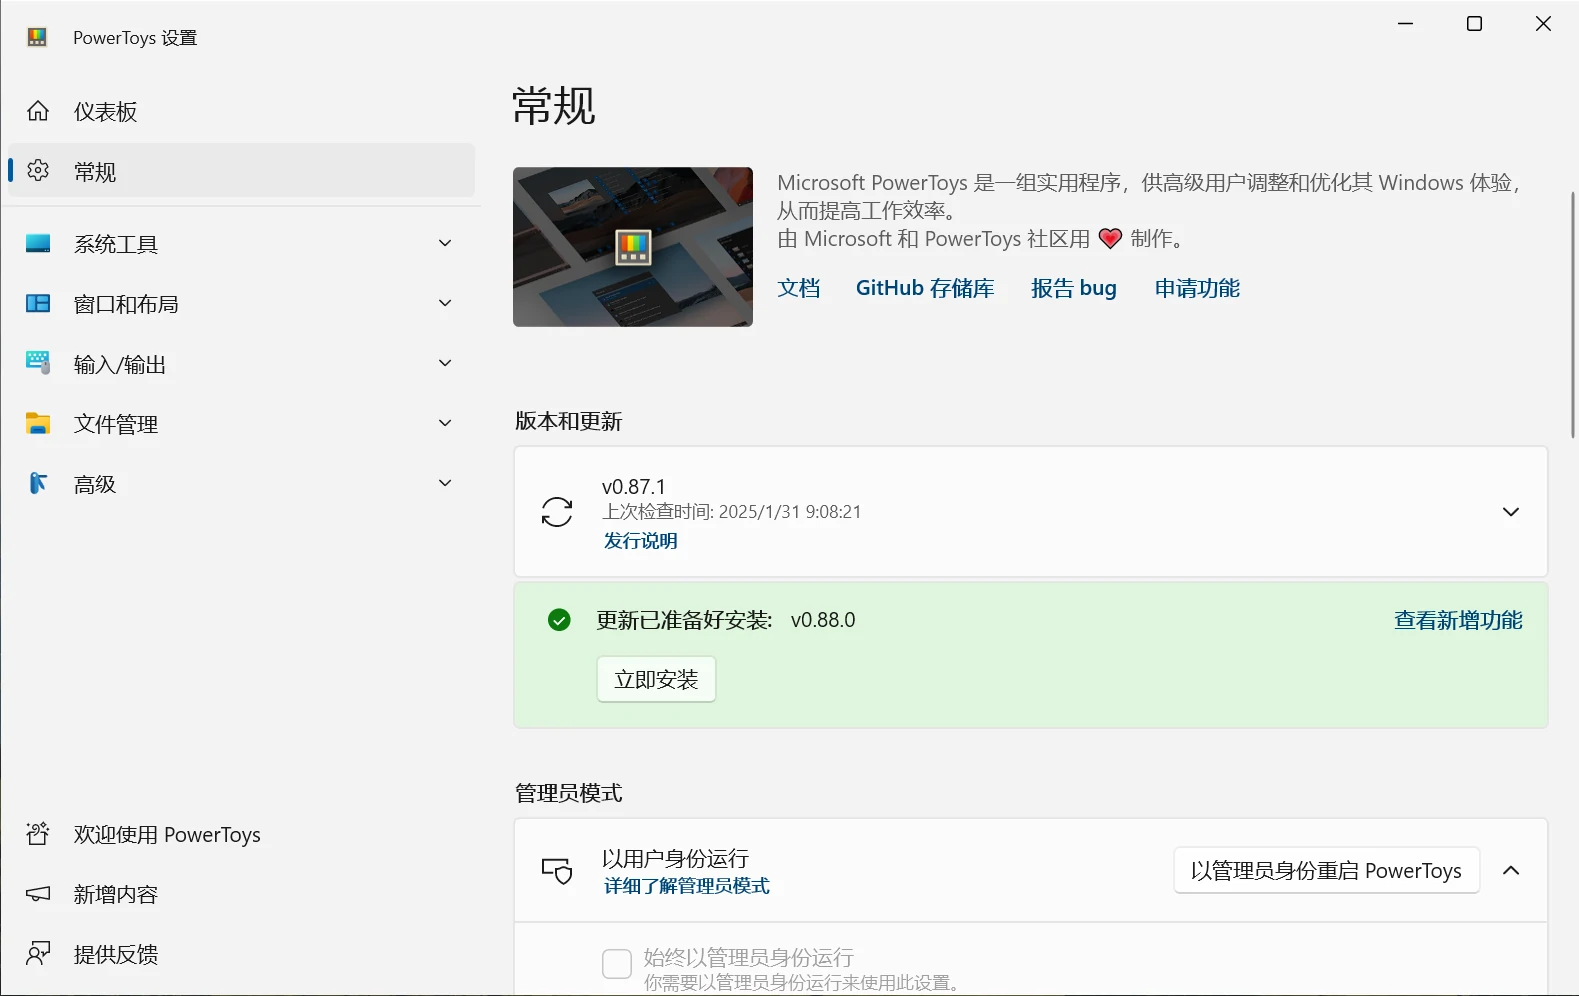 PowerToys 设置
仪表板
常规
系统工具
窗口和布局
输入/输出
文件管理
高级
欢迎使用 PowerToys
新增内容
提供反馈
常规
Microsoft PowerToys 是一组实用程序，供高级用户调整和优化其 Windows 体验，
从而提高工作效率。
由 Microsoft 和 PowerToys 社区用 ❤ 制作。
文档 GitHub 存储库 报告 bug 申请功能
版本和更新
v0.87.1
上次检查时间: 2025/1/31 9:08:21
发行说明
更新已准备好安装: v0.88.0 查看新增功能
立即安装
管理员模式
以用户身份运行
详细了解管理员模式
以管理员身份重启 PowerToys
始终以管理员身份运行
你需要以管理员身份运行来使用此设置。